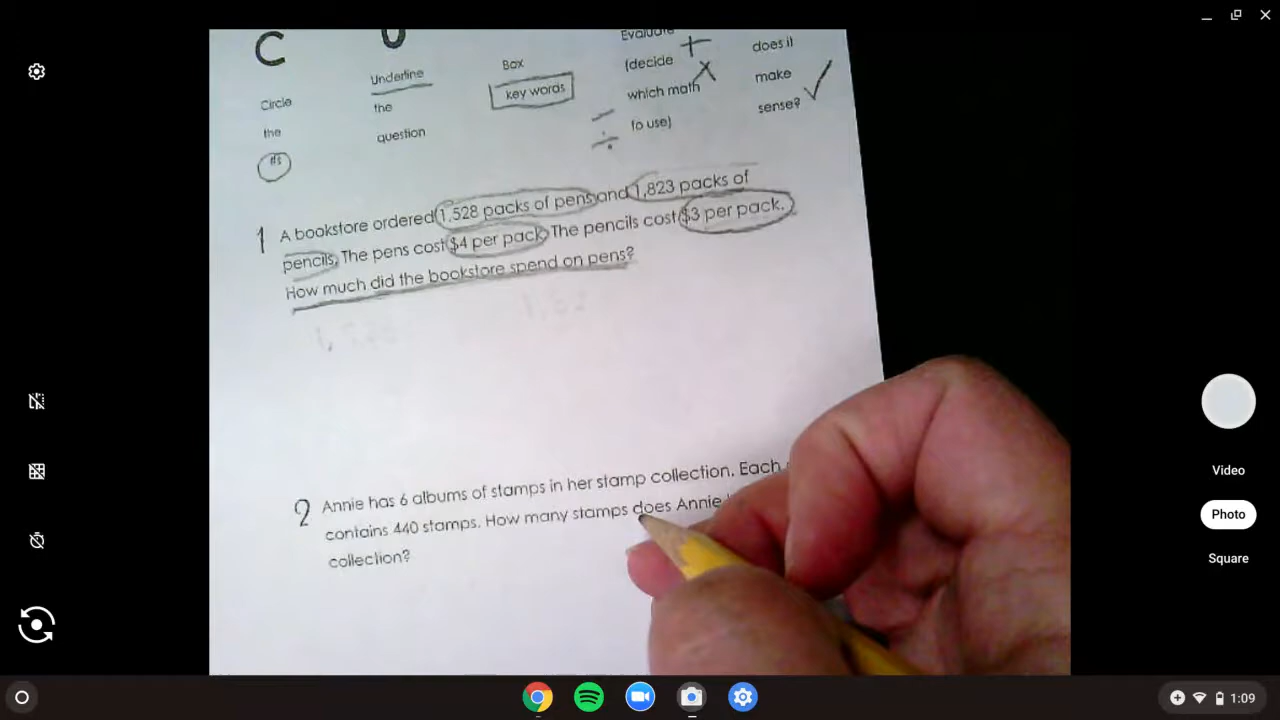 C U
Circle
the
#s
Underline
the
question
Box
key words
Evaluate
(decide
which math
to use)
+
X
−
÷
does it
make
sense?
1 A bookstore ordered 1,528 packs of pens and 1,823 packs of
pencils. The pens cost $4 per pack. The pencils cost $3 per pack.
How much did the bookstore spend on pens?
2 Annie has 6 albums of stamps in her stamp collection. Each
contains 440 stamps. How many stamps does Annie
collection?
Video
Photo
Square
1:09